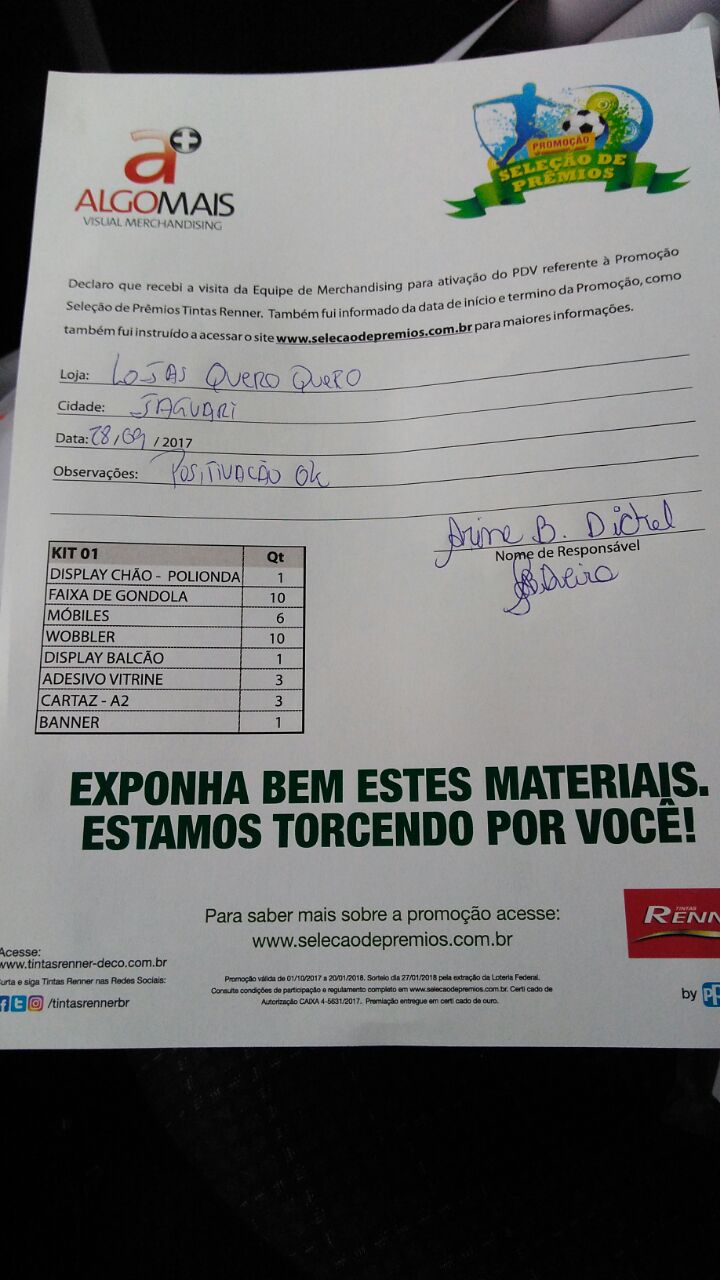 a+
ALGOMAIS
VISUAL MERCHANDISING
PROMOÇÃO
SELEÇÃO DE
PRÊMIOS
Declaro que recebi a visita da Equipe de Merchandising para ativação do PDV referente à Promoção
Seleção de Prêmios Tintas Renner. Também fui informado da data de início e termino da Promoção, como
também fui instruído a acessar o site www.selecaodepremios.com.br para maiores informações.
Loja: LOJAS QUERO QUERO
Cidade: JAGUARI
Data: 28/09 / 2017
Observações: POSITIVAÇÃO OK
B. Dickel
Nome de Responsável
KIT 01 Qt
DISPLAY CHÃO - POLIONDA 1
FAIXA DE GONDOLA 10
MÓBILES 6
WOBBLER 10
DISPLAY BALCÃO 1
ADESIVO VITRINE 3
CARTAZ - A2 3
BANNER 1
EXPONHA BEM ESTES MATERIAIS.
ESTAMOS TORCENDO POR VOCÊ!
Para saber mais sobre a promoção acesse:
www.selecaodepremios.com.br
TINTAS
RENN
Acesse:
www.tintasrenner-deco.com.br
urta e siga Tintas Renner nas Redes Sociais:
/tintasrennerbr
Promoção válida de 01/10/2017 a 20/01/2018. Sorteio dia 27/01/2018 pela extração da Loteria Federal.
Consulte condições de participação e regulamento completo em www.selecaodepremios.com.br. Certi cado de
Autorização CAIXA 4-5631/2017. Premiação entregue em certi cado de ouro.
by PP